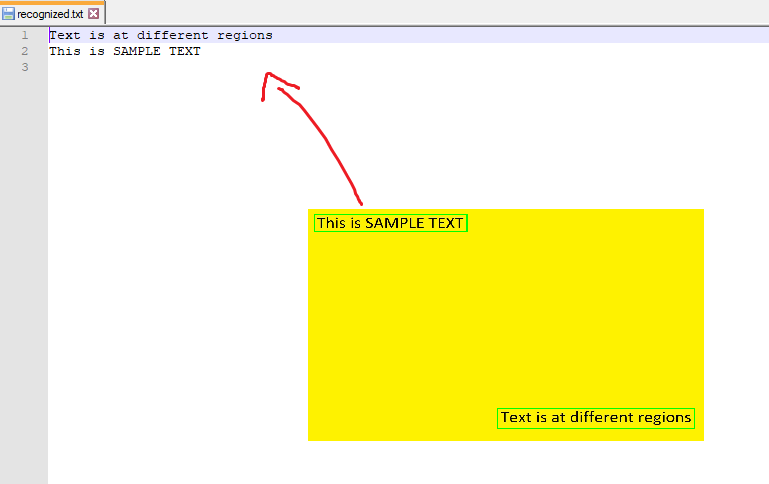 recognized.txt
1 Text is at different regions
2 This is SAMPLE TEXT
3
This is SAMPLE TEXT
Text is at different regions